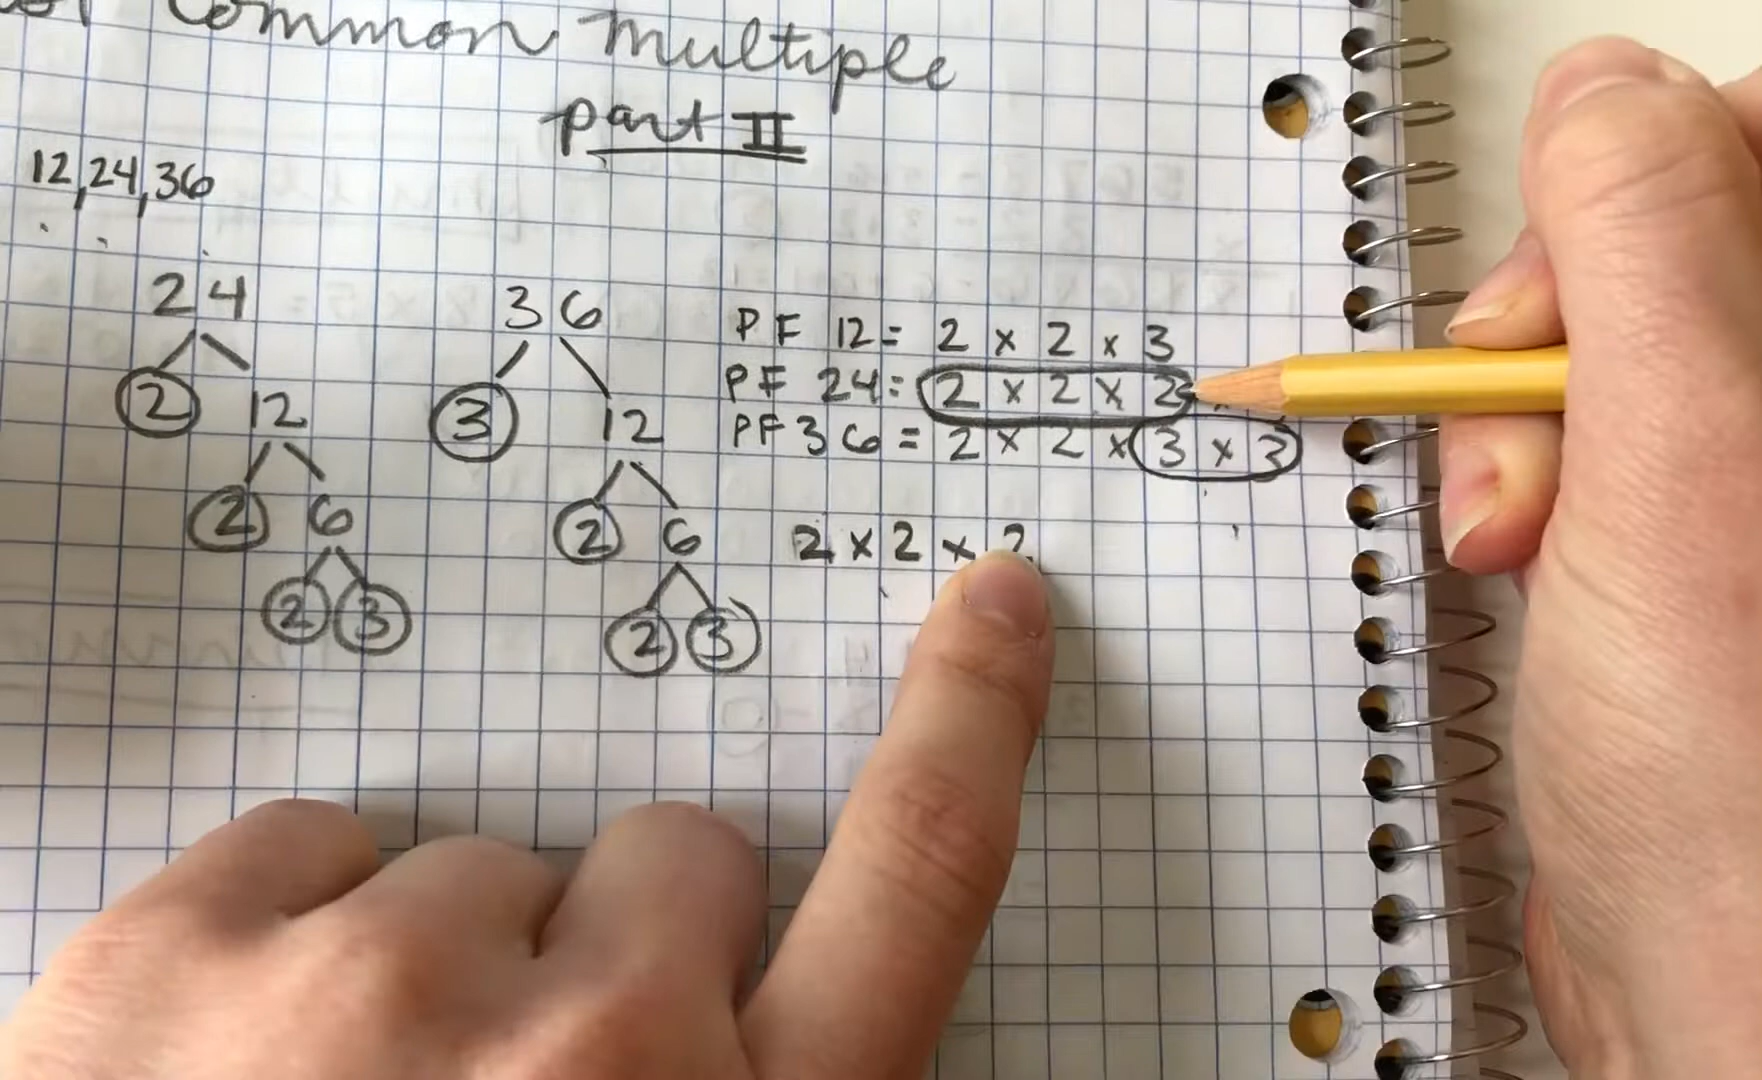 Common Multiple
part II
12,24,36
24
2 12
2 6
2 3
36
3 12
2 6
2 3
PF 12= 2 x 2 x 3
PF 24= 2 x 2 x 2
PF 36 = 2 x 2 x 3 x 3
2 x 2 x 2